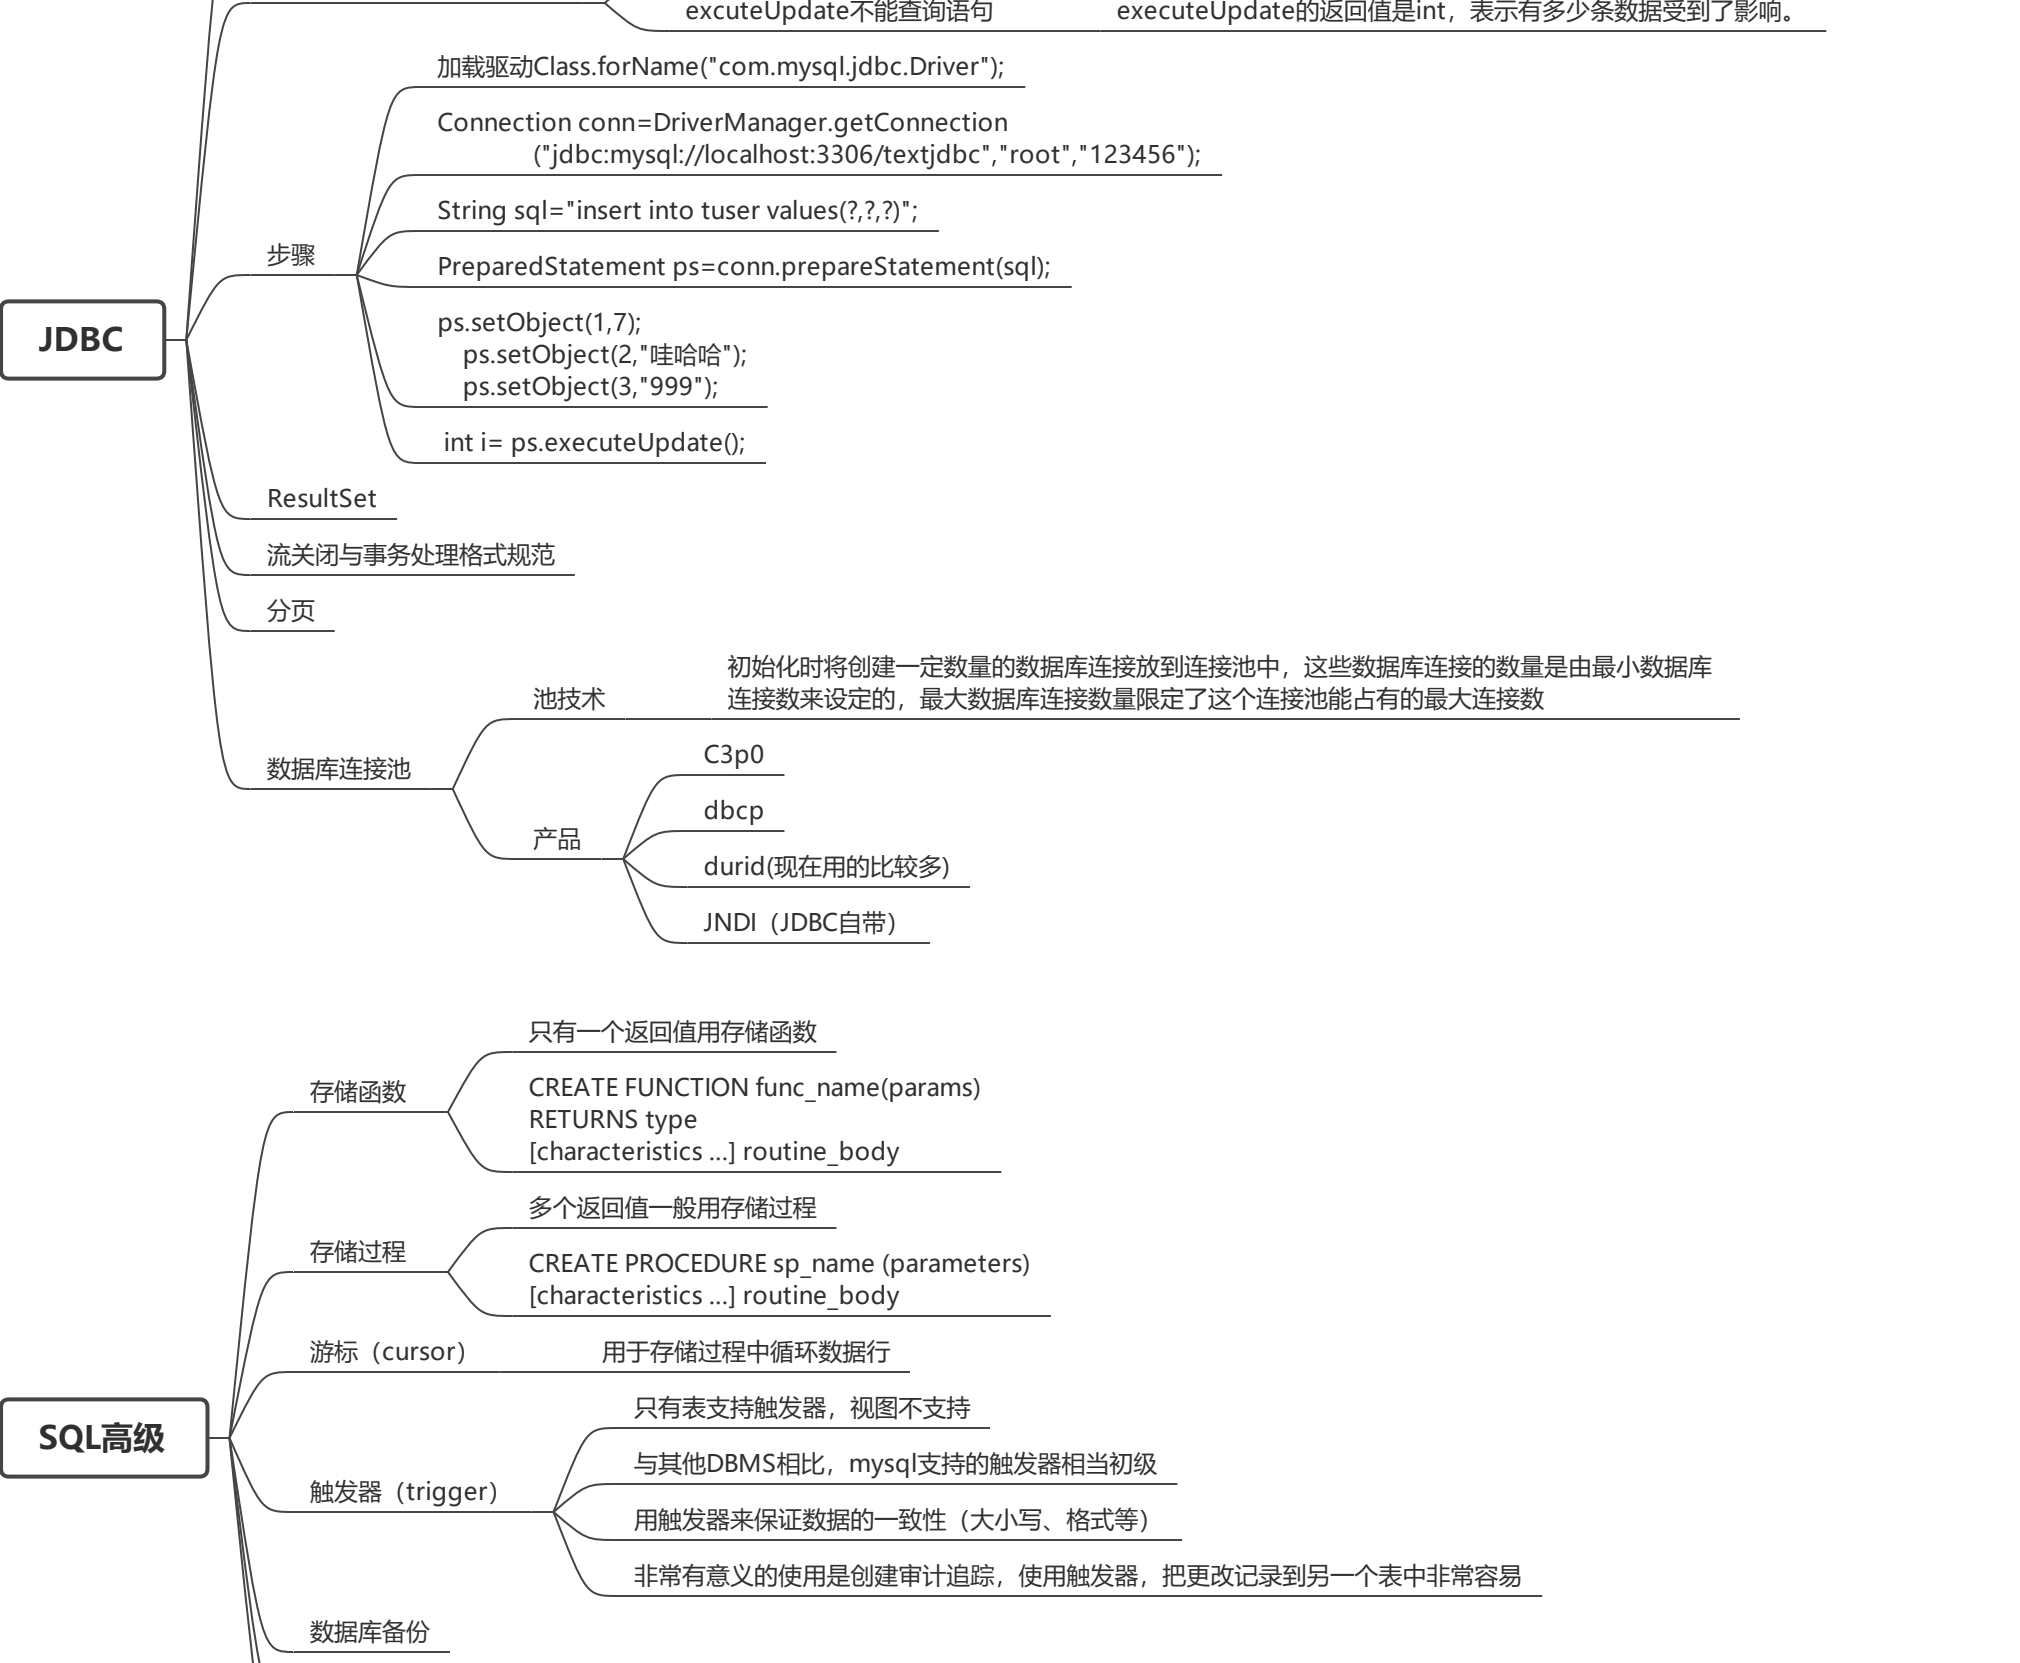 excuteUpdate不能查询语句
executeUpdate的返回值是int，表示有多少条数据受到了影响。
加载驱动Class.forName("com.mysql.jdbc.Driver");
Connection conn=DriverManager.getConnection
("jdbc:mysql://localhost:3306/textjdbc","root","123456");
String sql="insert into tuser values(?,?,?)";
步骤
PreparedStatement ps=conn.prepareStatement(sql);
JDBC
ps.setObject(1,7);
ps.setObject(2,"哇哈哈");
ps.setObject(3,"999");
int i= ps.executeUpdate();
ResultSet
流关闭与事务处理格式规范
分页
初始化时将创建一定数量的数据库连接放到连接池中，这些数据库连接的数量是由最小数据库
池技术
连接数来设定的，最大数据库连接数量限定了这个连接池能占有的最大连接数
C3p0
数据库连接池
dbcp
产品
durid(现在用的比较多)
JNDI（JDBC自带）
只有一个返回值用存储函数
存储函数
CREATE FUNCTION func_name(params)
RETURNS type
[characteristics ...] routine_body
多个返回值一般用存储过程
存储过程
CREATE PROCEDURE sp_name (parameters)
[characteristics ...] routine_body
游标（cursor）
用于存储过程中循环数据行
SQL高级
只有表支持触发器，视图不支持
与其他DBMS相比，mysql支持的触发器相当初级
触发器（trigger）
用触发器来保证数据的一致性（大小写、格式等）
非常有意义的使用是创建审计追踪，使用触发器，把更改记录到另一个表中非常容易
数据库备份